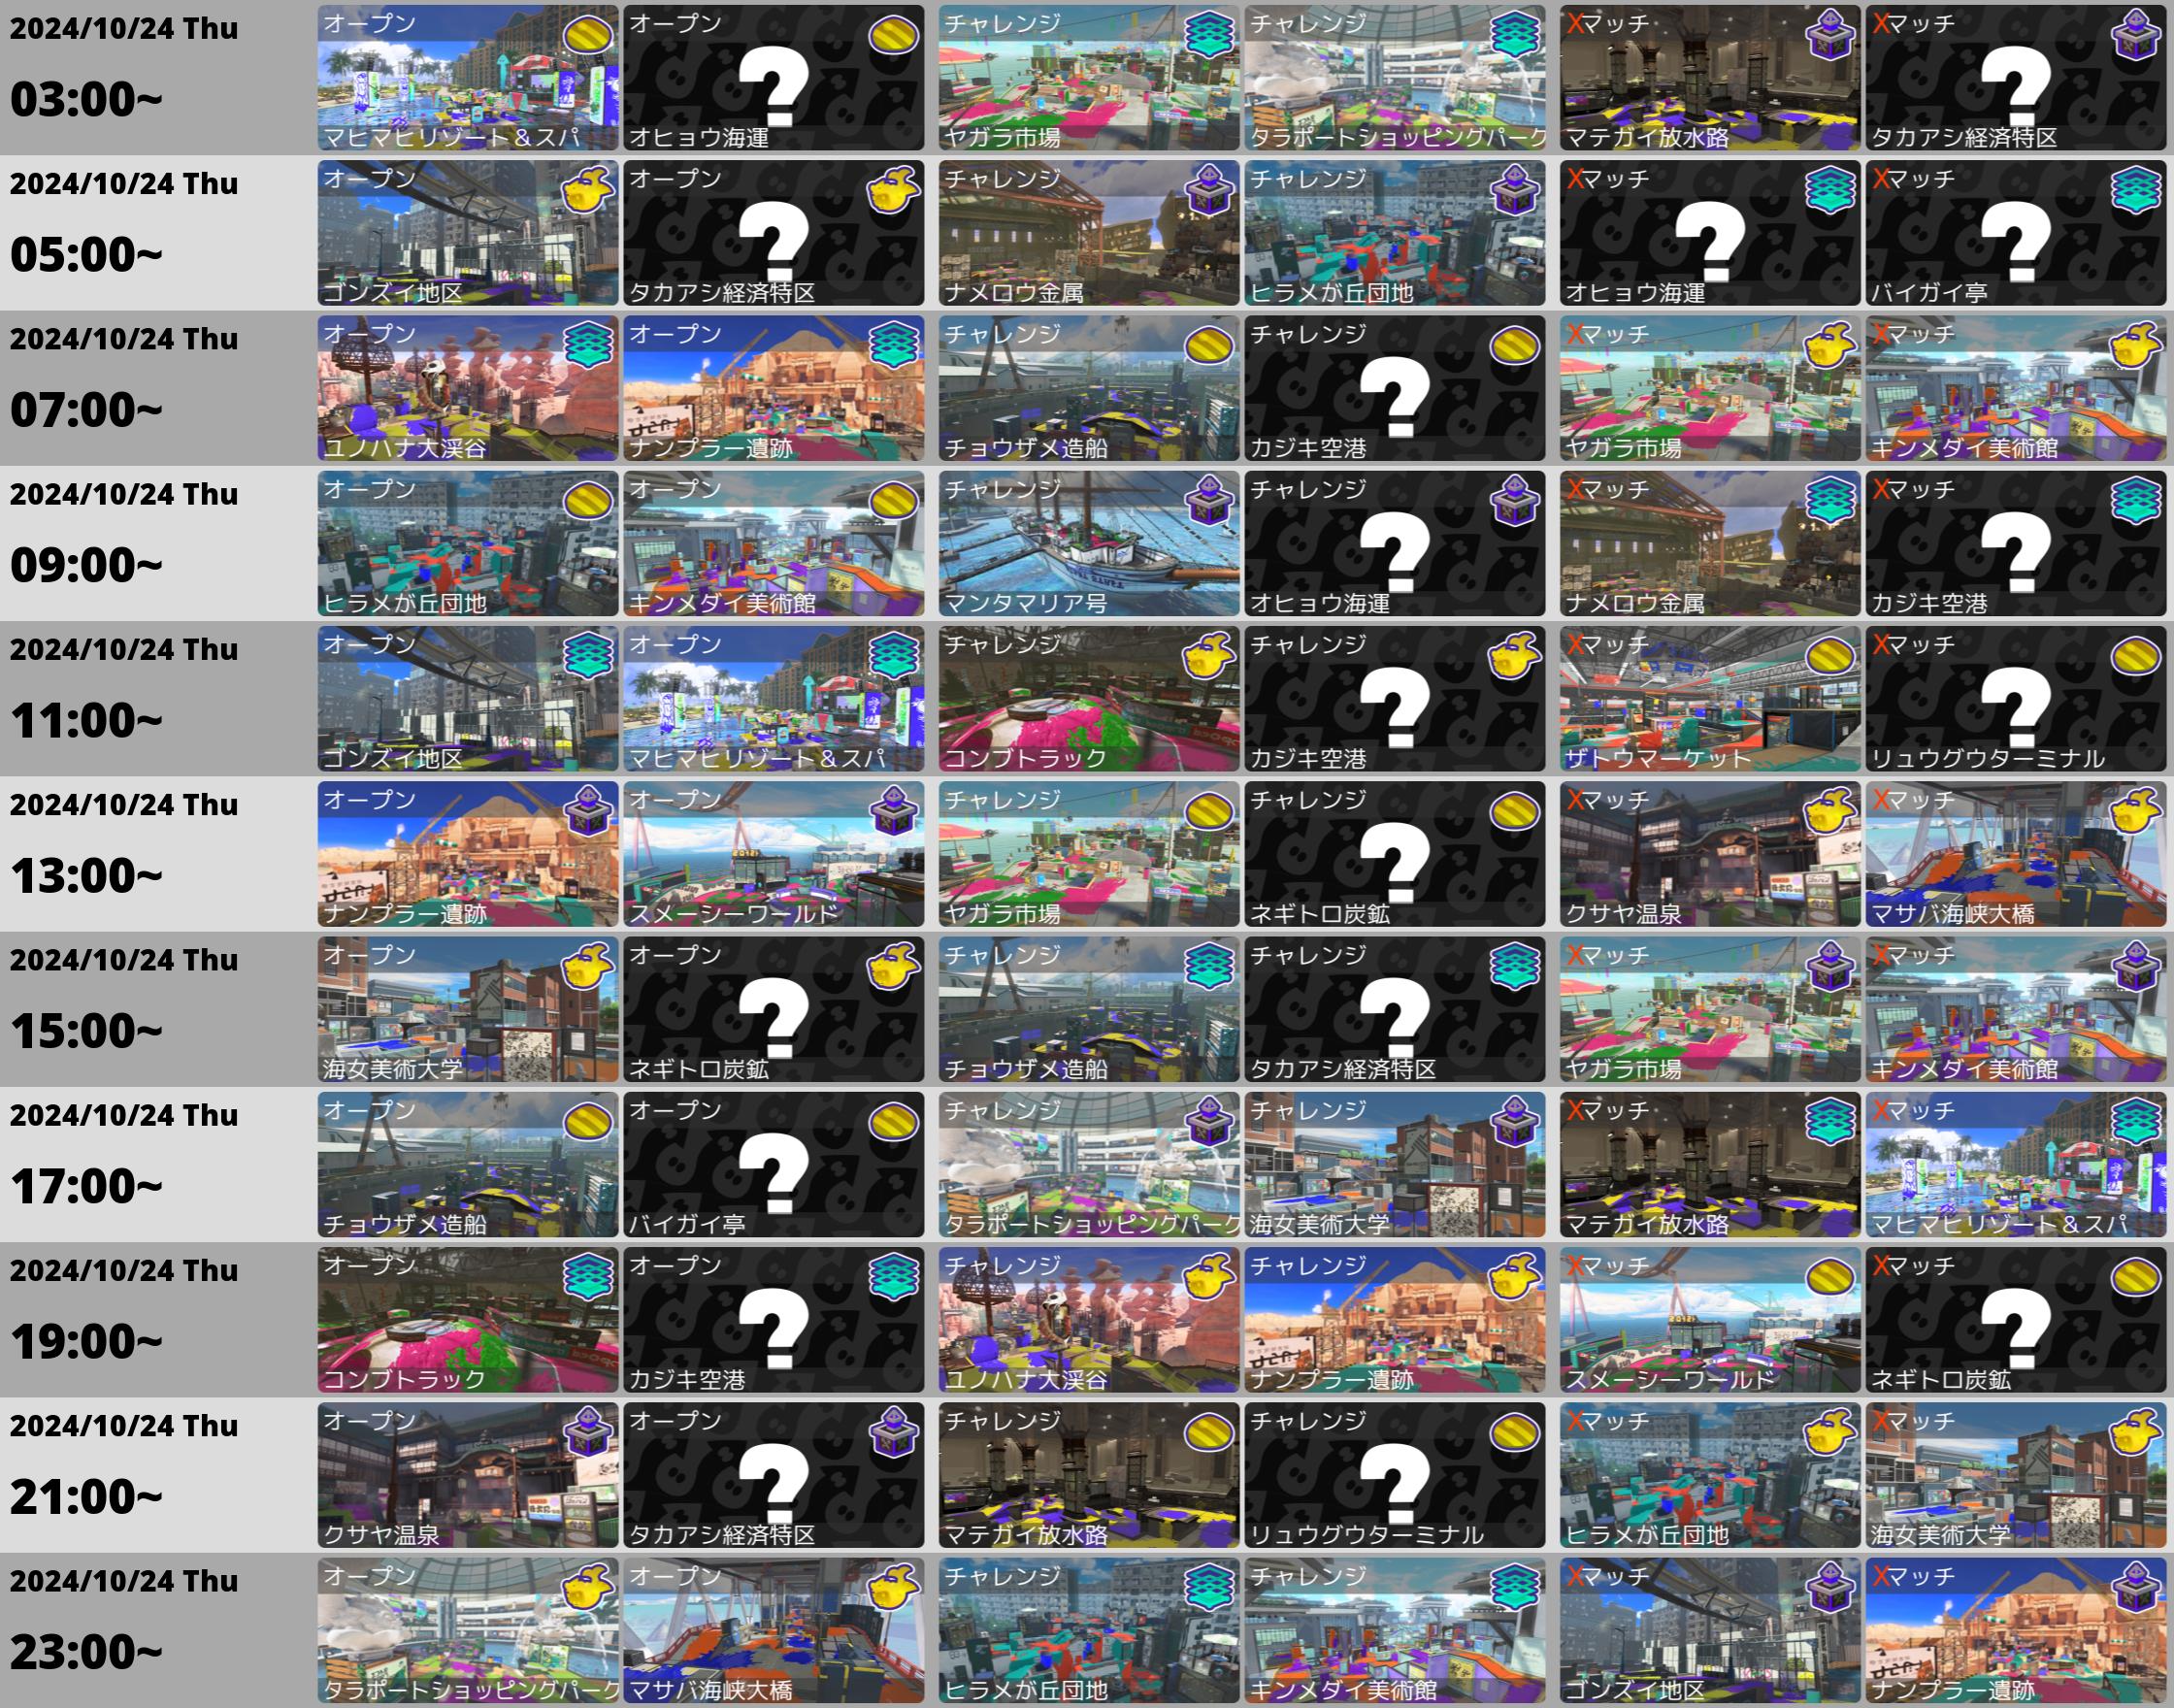 2024/10/24 Thu
03:00~
オープン
マヒマヒリゾート&スパ
オープン
?
オヒョウ海運
チャレンジ
ヤガラ市場
チャレンジ
タラポートショッピングパーク
Xマッチ
マテガイ放水路
Xマッチ
?
タカアシ経済特区
2024/10/24 Thu
05:00~
オープン
ゴンズイ地区
オープン
?
タカアシ経済特区
チャレンジ
ナメロウ金属
チャレンジ
ヒラメが丘団地
Xマッチ
?
オヒョウ海運
Xマッチ
?
バイガイ亭
2024/10/24 Thu
07:00~
オープン
ユノハナ大渓谷
オープン
ナンプラー遺跡
チャレンジ
チョウザメ造船
チャレンジ
?
カジキ空港
Xマッチ
ヤガラ市場
Xマッチ
キンメダイ美術館
2024/10/24 Thu
09:00~
オープン
ヒラメが丘団地
オープン
キンメダイ美術館
チャレンジ
マンタマリア号
チャレンジ
?
オヒョウ海運
Xマッチ
ナメロウ金属
Xマッチ
?
カジキ空港
2024/10/24 Thu
11:00~
オープン
ゴンズイ地区
オープン
マヒマヒリゾート&スパ
チャレンジ
コンブトラック
チャレンジ
?
カジキ空港
Xマッチ
ザトウマーケット
Xマッチ
?
リュウグウターミナル
2024/10/24 Thu
13:00~
オープン
ナンプラー遺跡
オープン
スメーシーワールド
チャレンジ
ヤガラ市場
チャレンジ
?
ネギトロ炭鉱
Xマッチ
クサヤ温泉
Xマッチ
マサバ海峡大橋
2024/10/24 Thu
15:00~
オープン
海女美術大学
オープン
?
ネギトロ炭鉱
チャレンジ
チョウザメ造船
チャレンジ
?
タカアシ経済特区
Xマッチ
ヤガラ市場
Xマッチ
キンメダイ美術館
2024/10/24 Thu
17:00~
オープン
チョウザメ造船
オープン
?
バイガイ亭
チャレンジ
タラポートショッピングパーク
チャレンジ
海女美術大学
Xマッチ
マテガイ放水路
Xマッチ
マヒマヒリゾート&スパ
2024/10/24 Thu
19:00~
オープン
コンブトラック
オープン
?
カジキ空港
チャレンジ
ユノハナ大渓谷
チャレンジ
ナンプラー遺跡
Xマッチ
スメーシーワールド
Xマッチ
?
ネギトロ炭鉱
2024/10/24 Thu
21:00~
オープン
クサヤ温泉
オープン
?
タカアシ経済特区
チャレンジ
マテガイ放水路
チャレンジ
?
リュウグウターミナル
Xマッチ
ヒラメが丘団地
Xマッチ
海女美術大学
2024/10/24 Thu
23:00~
オープン
タラポートショッピングパーク
オープン
マサバ海峡大橋
チャレンジ
ヒラメが丘団地
チャレンジ
キンメダイ美術館
Xマッチ
ゴンズイ地区
Xマッチ
ナンプラー遺跡